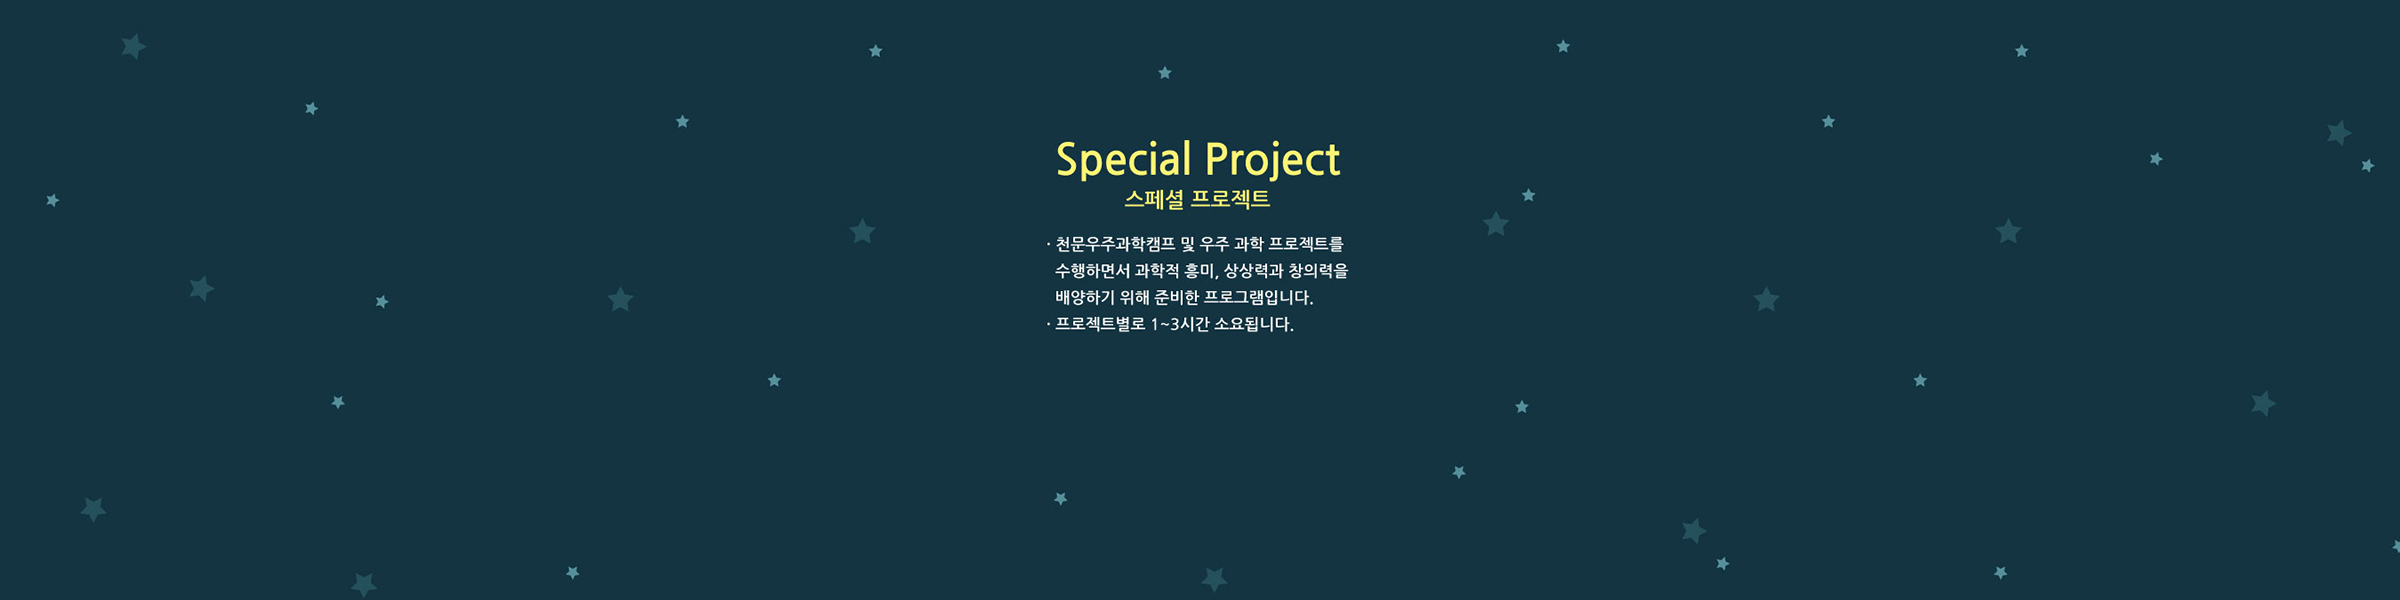 Special Project
스페셜 프로젝트
· 천문우주과학캠프 및 우주 과학 프로젝트를
수행하면서 과학적 흥미, 상상력과 창의력을
배양하기 위해 준비한 프로그램입니다.
· 프로젝트별로 1~3시간 소요됩니다.